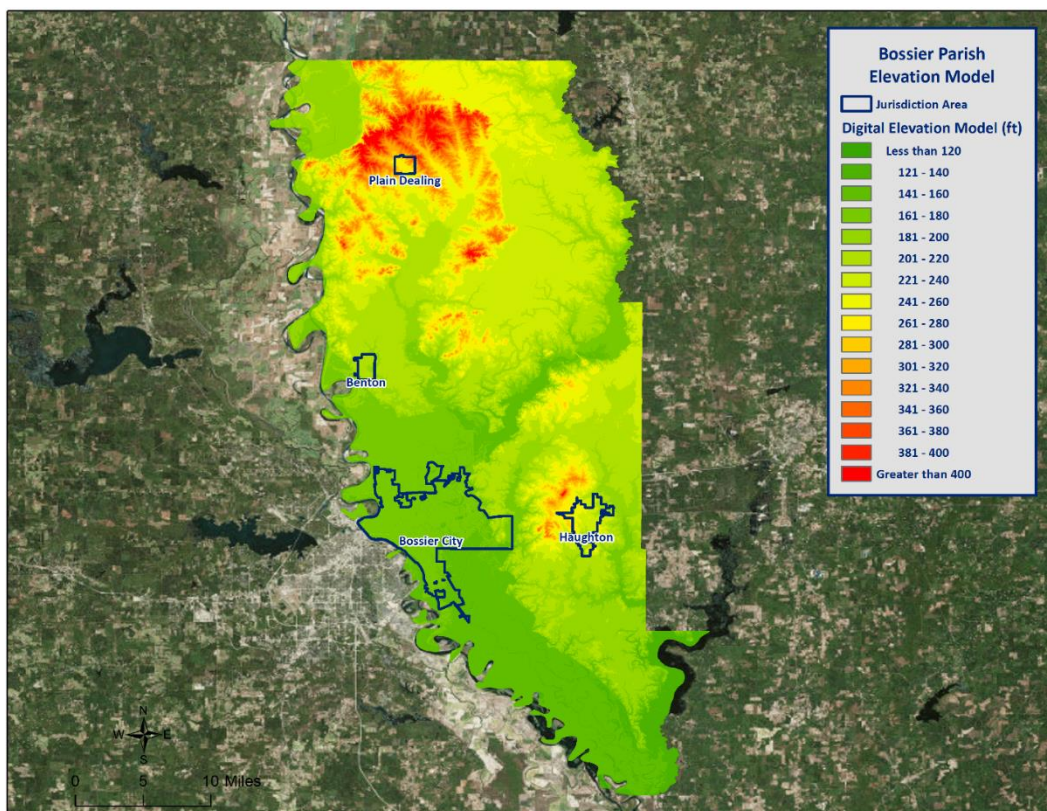 Bossier Parish
Elevation Model
Jurisdiction Area
Digital Elevation Model (ft)
Less than 120
121 - 140
141 - 160
161 - 180
181 - 200
201 - 220
221 - 240
241 - 260
261 - 280
281 - 300
301 - 320
321 - 340
341 - 360
361 - 380
381 - 400
Greater than 400
Plain Dealing
Benton
Bossier City
Haughton
N
W E
S
0 5 10 Miles